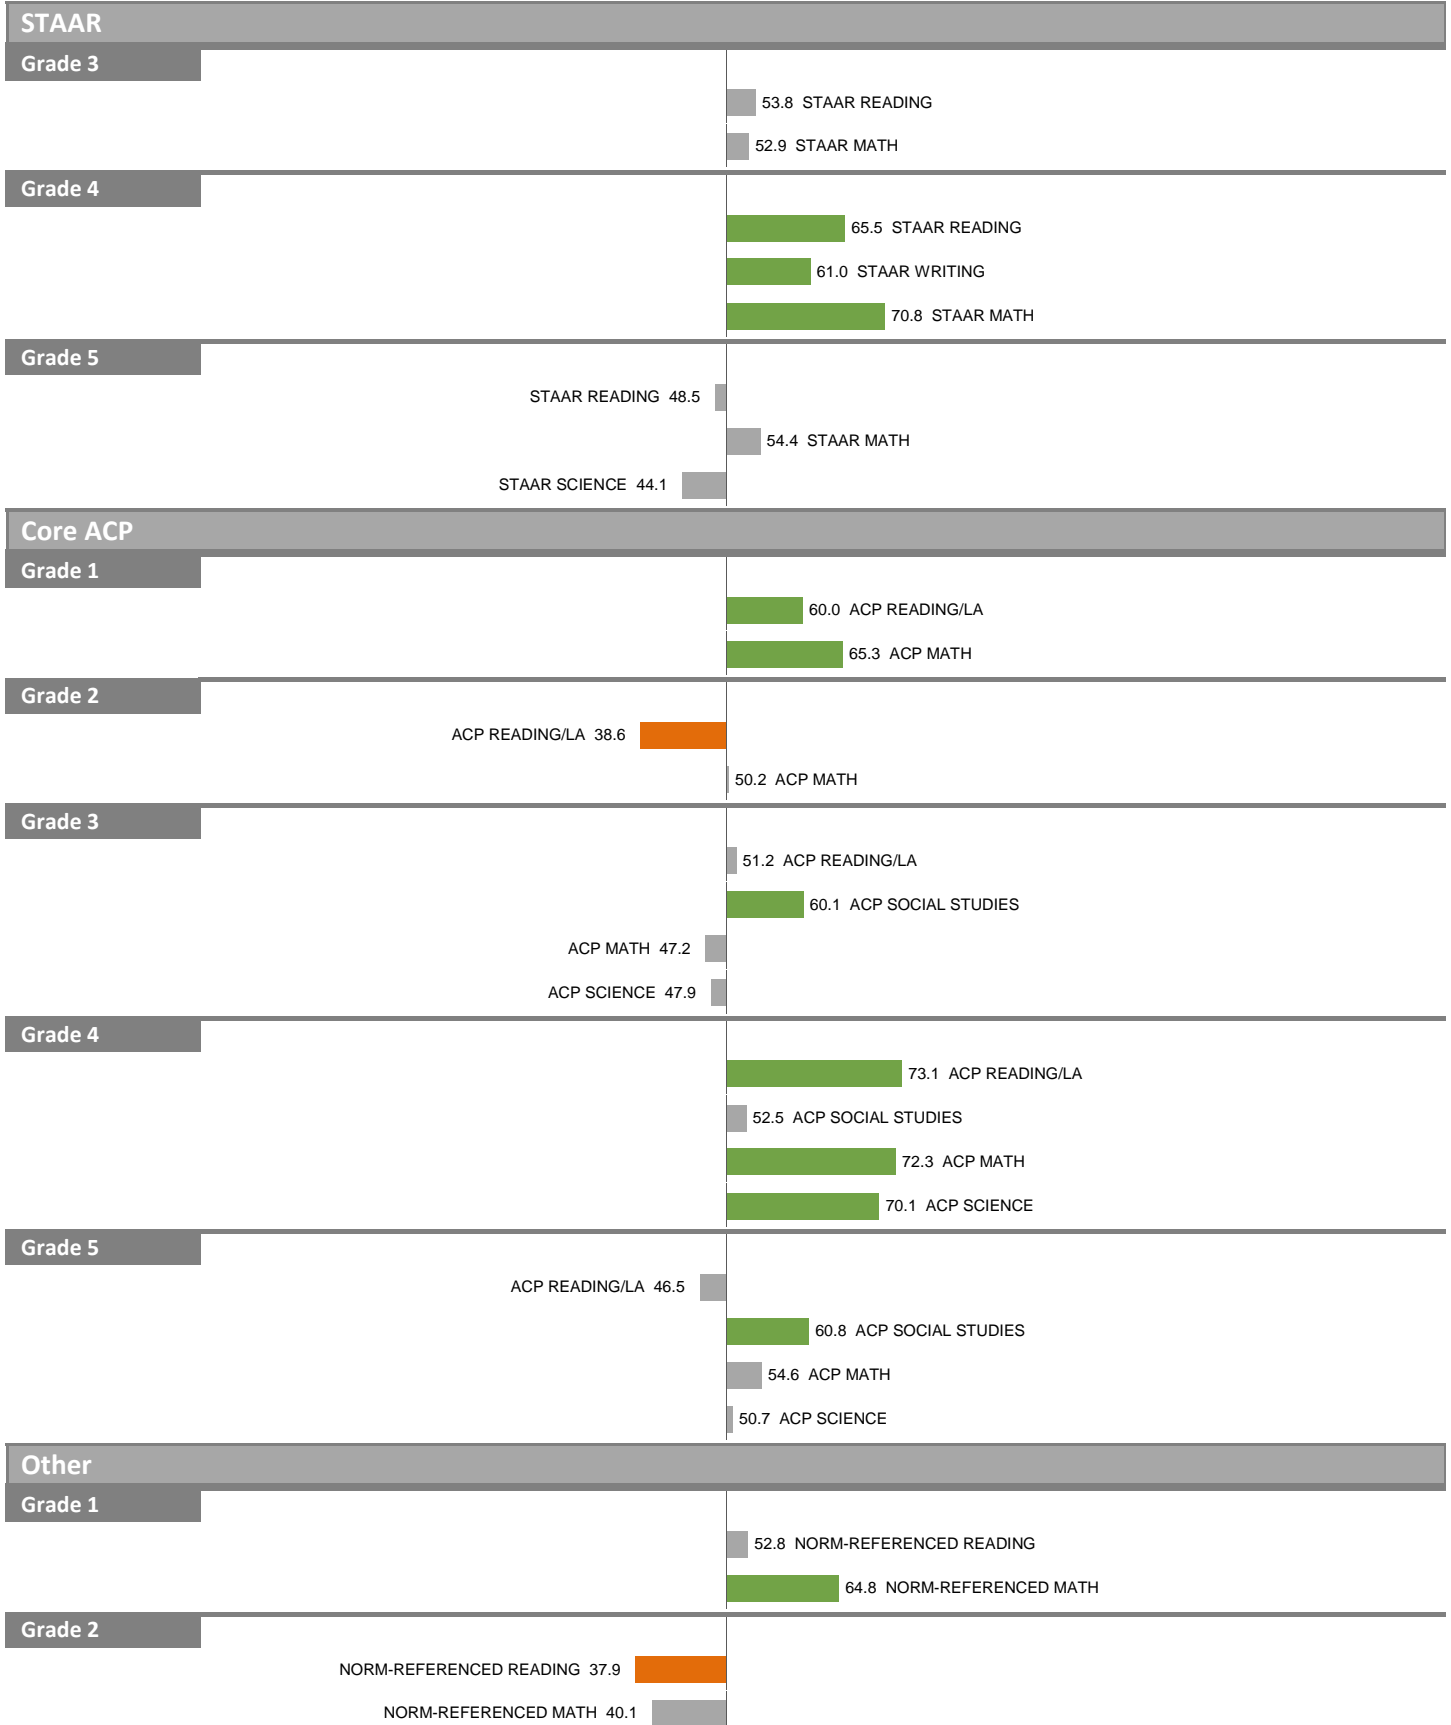 STAAR
Grade 3
53.8 STAAR READING
52.9 STAAR MATH
Grade 4
65.5 STAAR READING
61.0 STAAR WRITING
70.8 STAAR MATH
Grade 5
STAAR READING 48.5
54.4 STAAR MATH
STAAR SCIENCE 44.1
Core ACP
Grade 1
60.0 ACP READING/LA
65.3 ACP MATH
Grade 2
ACP READING/LA 38.6
50.2 ACP MATH
Grade 3
51.2 ACP READING/LA
60.1 ACP SOCIAL STUDIES
ACP MATH 47.2
ACP SCIENCE 47.9
Grade 4
73.1 ACP READING/LA
52.5 ACP SOCIAL STUDIES
72.3 ACP MATH
70.1 ACP SCIENCE
Grade 5
ACP READING/LA 46.5
60.8 ACP SOCIAL STUDIES
54.6 ACP MATH
50.7 ACP SCIENCE
Other
Grade 1
52.8 NORM-REFERENCED READING
64.8 NORM-REFERENCED MATH
Grade 2
NORM-REFERENCED READING 37.9
NORM-REFERENCED MATH 40.1